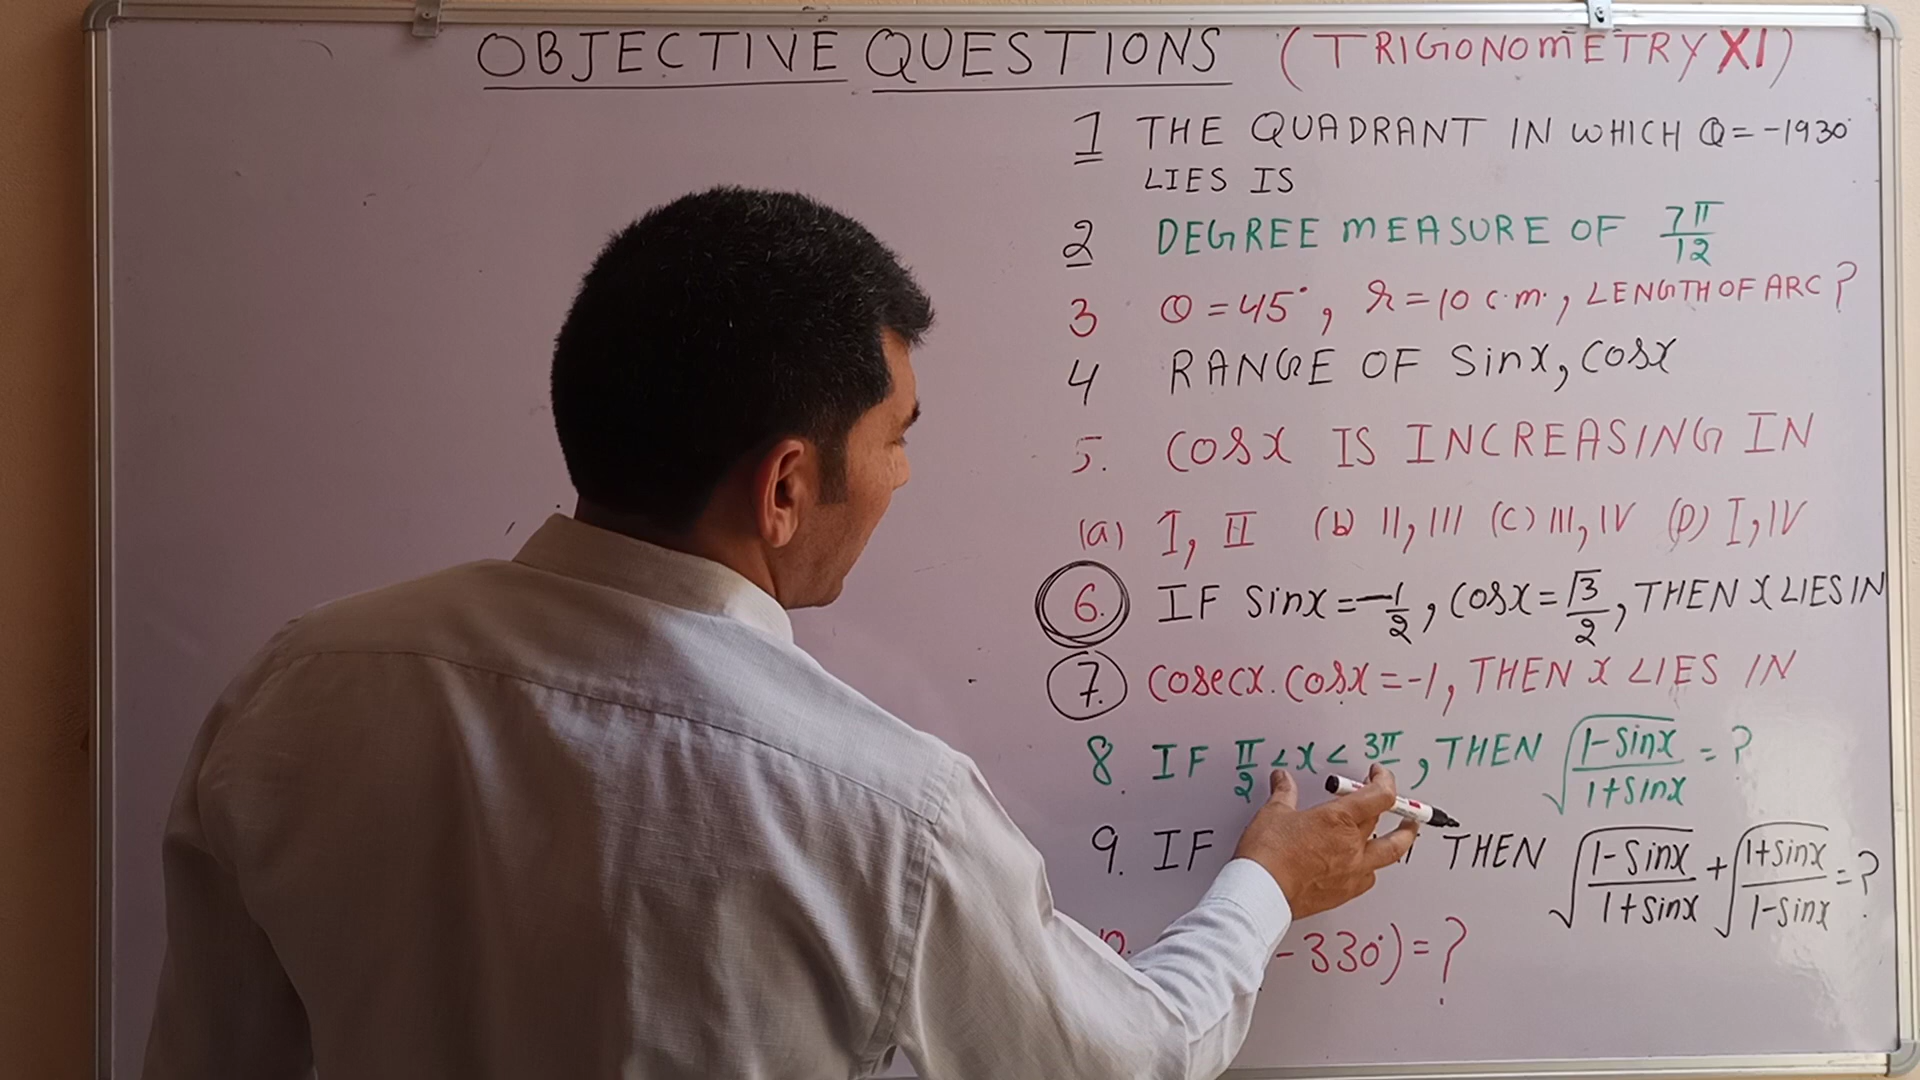 OBJECTIVE QUESTIONS (TRIGONOMETRY XI)
1 THE QUADRANT IN WHICH θ = -1930°
LIES IS
2 DEGREE MEASURE OF 7π/12
3 θ = 45°, r = 10 c.m., LENGTH OF ARC?
4 RANGE OF Sinx, Cosx
5. Cosx IS INCREASING IN
(a) I, II (b) II, III (C) III, IV (D) I, IV
6. IF Sinx = -1/2, Cosx = √3/2, THEN x LIES IN
7. Cosecx. Cosx = -1, THEN x LIES IN
8. IF π/2 < x < 3π, THEN √(1-Sinx/1+Sinx) = ?
9. IF THEN √(1-Sinx/1+Sinx) + √(1+Sinx/1-Sinx) = ?
-330°) = ?